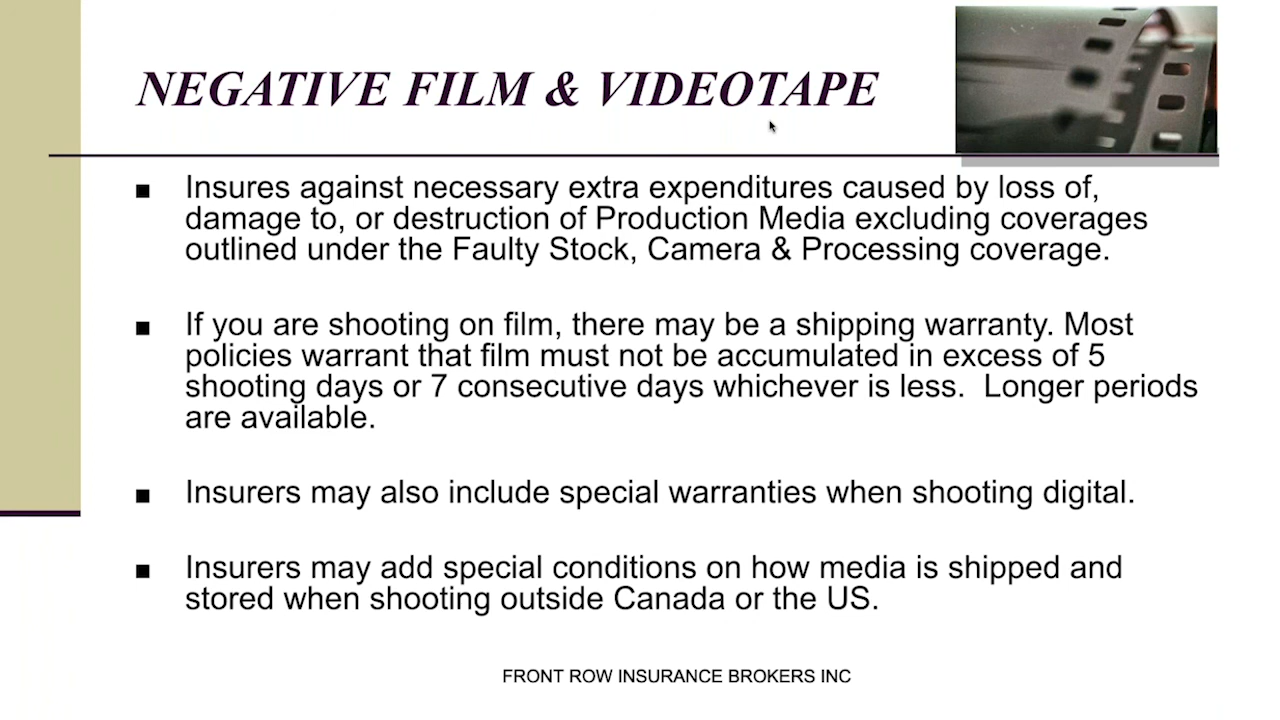 NEGATIVE FILM & VIDEOTAPE
■ Insures against necessary extra expenditures caused by loss of,
damage to, or destruction of Production Media excluding coverages
outlined under the Faulty Stock, Camera & Processing coverage.
■ If you are shooting on film, there may be a shipping warranty. Most
policies warrant that film must not be accumulated in excess of 5
shooting days or 7 consecutive days whichever is less.  Longer periods
are available.
■ Insurers may also include special warranties when shooting digital.
■ Insurers may add special conditions on how media is shipped and
stored when shooting outside Canada or the US.
FRONT ROW INSURANCE BROKERS INC